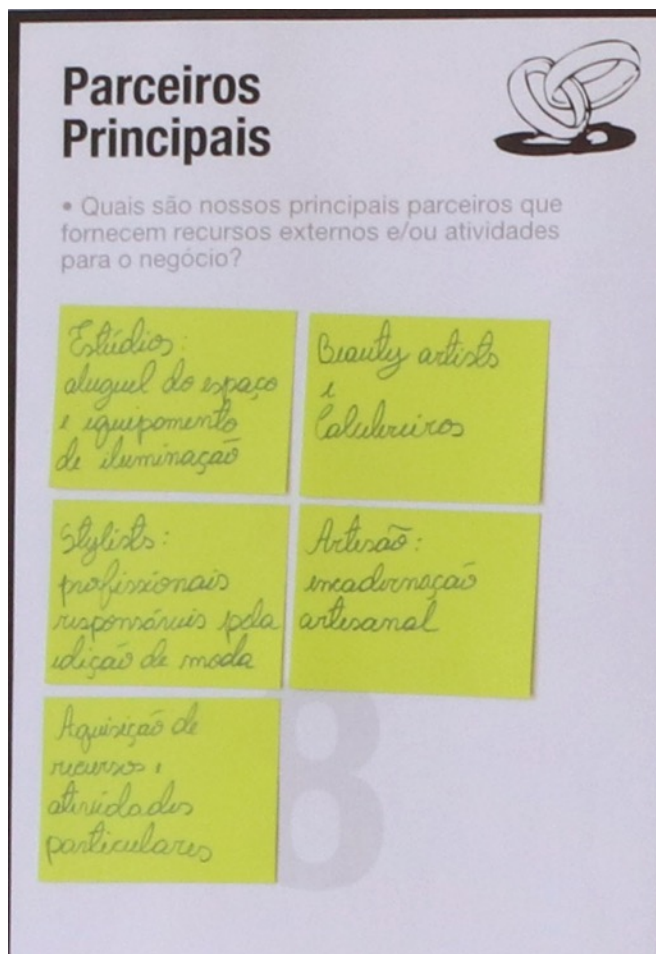 Parceiros
Principais
• Quais são nossos principais parceiros que
fornecem recursos externos e/ou atividades
para o negócio?
Estúdios:
aluguel do espaço
e equipamento
de iluminação
Beauty artists
e
Cabelereiros
Stylists:
profissionais
responsáveis pela
edição de moda
Artesão:
encadernação
artesanal
Aquisição de
recursos e
atividades
particulares
8